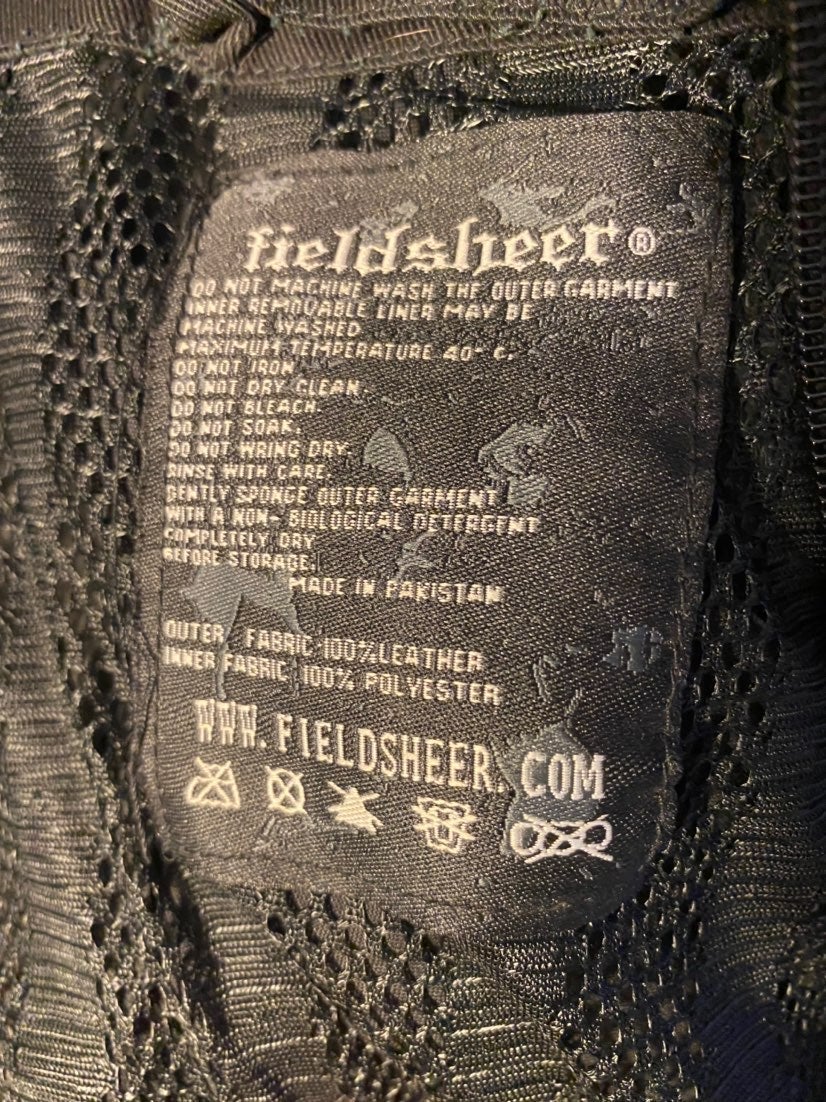 fieldsheer®
DO NOT MACHINE WASH THE OUTER GARMENT
INNER REMOVABLE LINER MAY BE
MACHINE WASHED.
MAXIMUM TEMPERATURE 40° C.
DO NOT IRON.
DO NOT DRY CLEAN.
DO NOT BLEACH.
DO NOT SOAK.
DO NOT WRING DRY.
RINSE WITH CARE.
GENTLY SPONGE OUTER GARMENT
WITH A NON- BIOLOGICAL DETERGENT
COMPLETELY DRY
BEFORE STORAGE.
MADE IN PAKISTAN
OUTER FABRIC 100% LEATHER
INNER FABRIC 100% POLYESTER
WWW.FIELDSHEER.COM